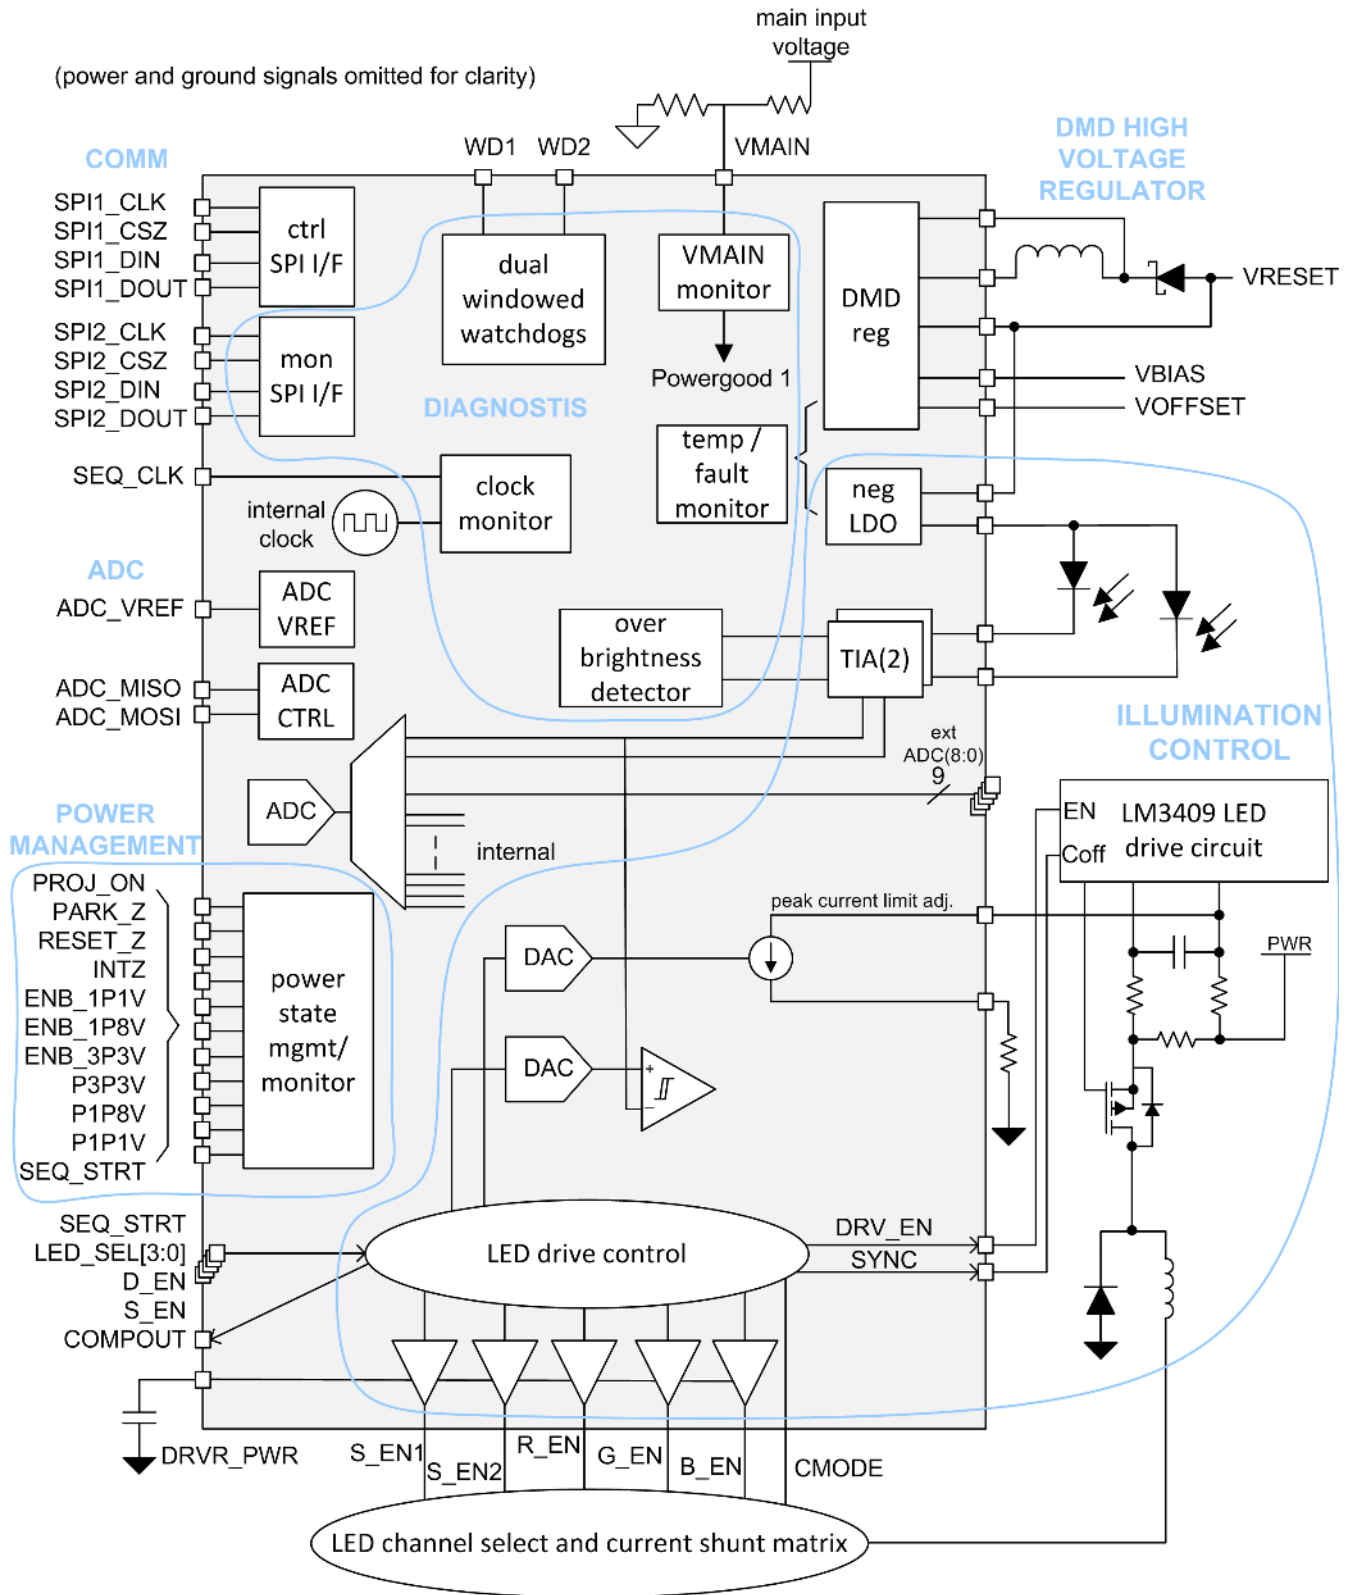 main input
voltage
(power and ground signals omitted for clarity)
WD1
WD2
VMAIN
COMM
DMD HIGH
VOLTAGE
REGULATOR
SPI1_CLK
SPI1_CSZ
SPI1_DIN
SPI1_DOUT
ctrl
SPI I/F
dual
windowed
watchdogs
VMAIN
monitor
DMD
reg
VRESET
SPI2_CLK
SPI2_CSZ
SPI2_DIN
SPI2_DOUT
mon
SPI I/F
Powergood 1
VBIAS
VOFFSET
DIAGNOSTIS
temp /
fault
monitor
SEQ_CLK
clock
monitor
internal
clock
neg
LDO
ADC
ADC_VREF
ADC
VREF
over
brightness
detector
TIA(2)
ADC_MISO
ADC_MOSI
ADC
CTRL
ILLUMINATION
CONTROL
ext
ADC(8:0)
9
ADC
internal
EN
Coff
LM3409 LED
drive circuit
POWER
MANAGEMENT
PROJ_ON
PARK_Z
RESET_Z
INTZ
ENB_1P1V
ENB_1P8V
ENB_3P3V
P3P3V
P1P8V
P1P1V
SEQ_STRT
power
state
mgmt/
monitor
peak current limit adj.
DAC
PWR
DAC
+
−
SEQ_STRT
LED_SEL[3:0]
D_EN
S_EN
COMPOUT
LED drive control
DRV_EN
SYNC
DRVR_PWR
S_EN1
S_EN2
R_EN
G_EN
B_EN
CMODE
LED channel select and current shunt matrix